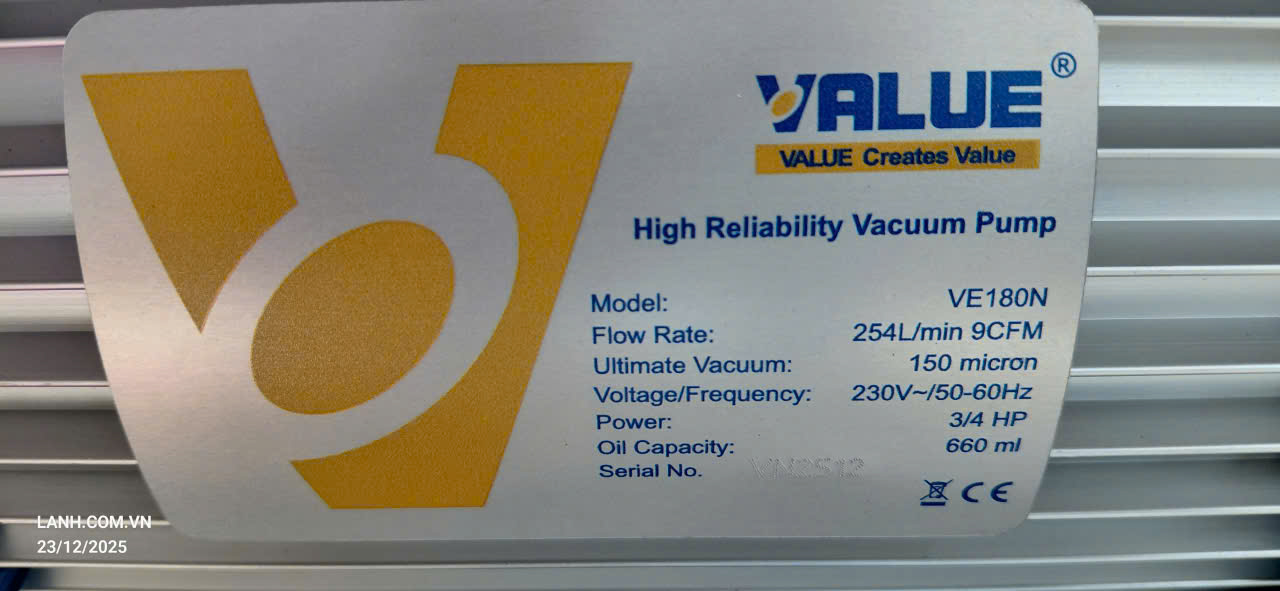 VALUE®
VALUE Creates Value
High Reliability Vacuum Pump
Model: VE180N
Flow Rate: 254L/min 9CFM
Ultimate Vacuum: 150 micron
Voltage/Frequency: 230V~/50-60Hz
Power: 3/4 HP
Oil Capacity: 660 ml
Serial No.
CE
LANH.COM.VN
23/12/2025